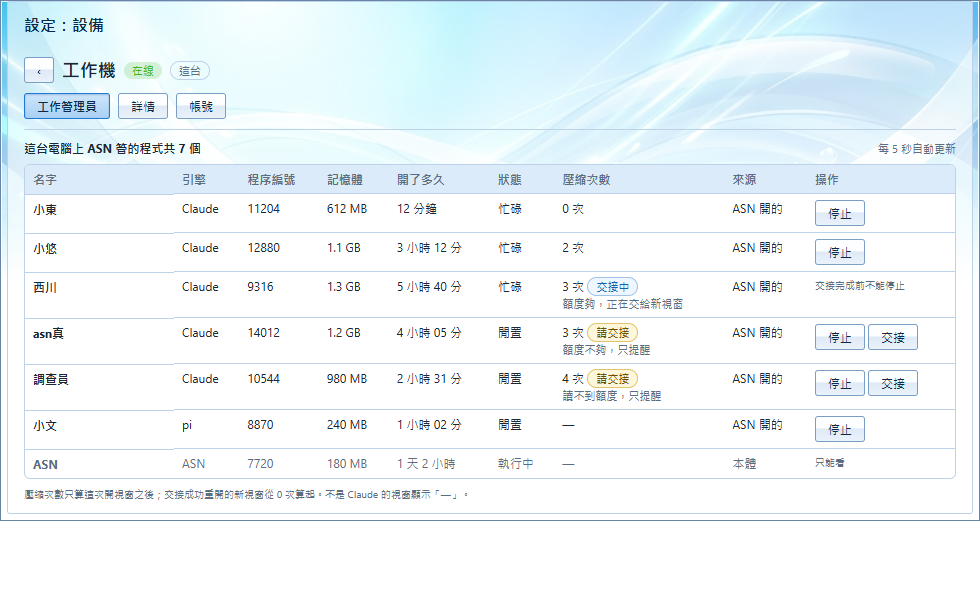 設定：設備
‹ 工作機 在線 這台
工作管理員 詳情 帳號
這台電腦上 ASN 管的程式共 7 個 每 5 秒自動更新
名字 引擎 程序編號 記憶體 開了多久 狀態 壓縮次數 來源 操作
小東 Claude 11204 612 MB 12 分鐘 忙碌 0 次 ASN 開的 停止
小悠 Claude 12880 1.1 GB 3 小時 12 分 忙碌 2 次 ASN 開的 停止
西川 Claude 9316 1.3 GB 5 小時 40 分 忙碌 3 次 交接中 ASN 開的 交接完成前不能停止
額度夠，正在交給新視窗
asn真 Claude 14012 1.2 GB 4 小時 05 分 閒置 3 次 請交接 ASN 開的 停止 交接
額度不夠，只提醒
調查員 Claude 10544 980 MB 2 小時 31 分 閒置 4 次 請交接 ASN 開的 停止 交接
讀不到額度，只提醒
小文 pi 8870 240 MB 1 小時 02 分 閒置 — ASN 開的 停止
ASN ASN 7720 180 MB 1 天 2 小時 執行中 — 本體 只能看
壓縮次數只算這次開視窗之後；交接成功重開的新視窗從 0 次算起。不是 Claude 的視窗顯示「—」。